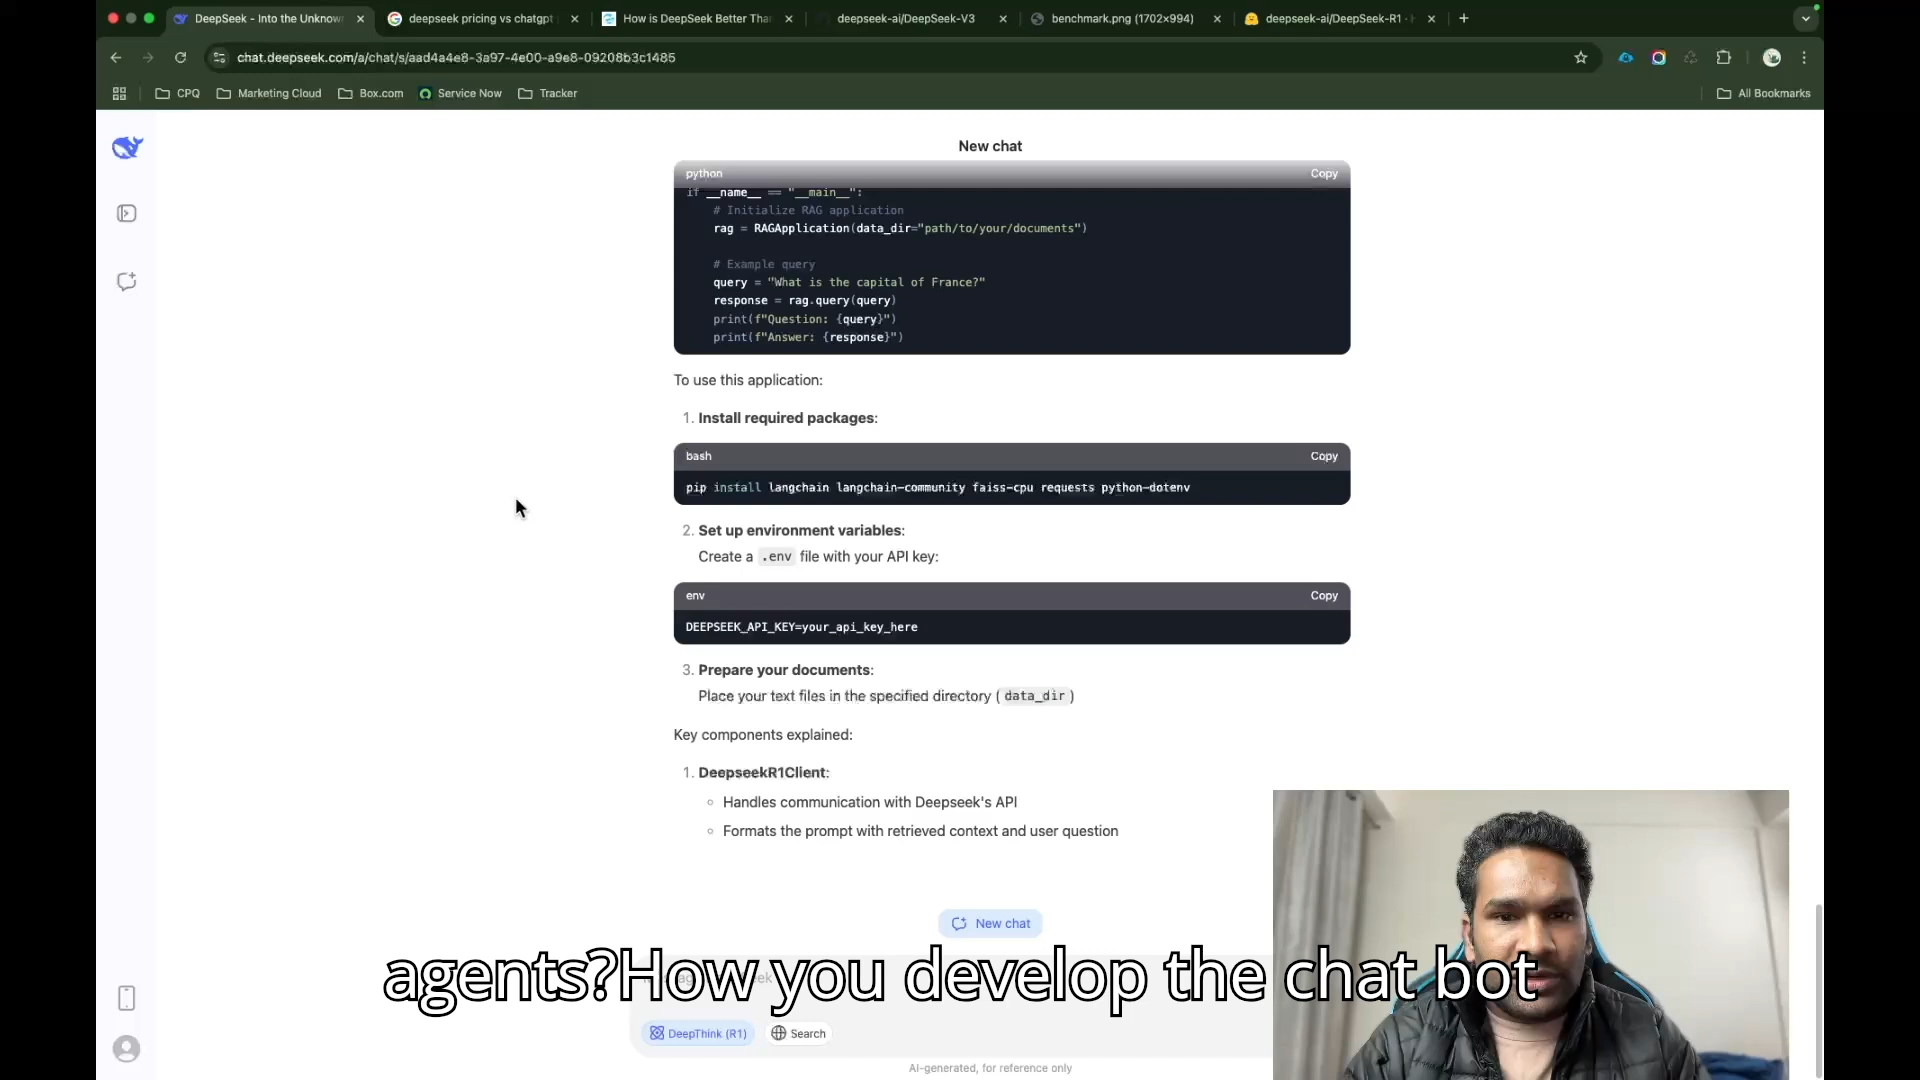 DeepSeek - Into the Unknown
deepseek pricing vs chatgpt
How is DeepSeek Better Than
deepseek-ai/DeepSeek-V3
benchmark.png (1702×994)
deepseek-ai/DeepSeek-R1 ·
chat.deepseek.com/a/chat/s/aad4a4e8-3a97-4e00-a9e8-09208b3c1485
CPQ
Marketing Cloud
Box.com
Service Now
Tracker
All Bookmarks
New chat
python
Copy
if __name__ == "__main__":
# Initialize RAG application
rag = RAGApplication(data_dir="path/to/your/documents")
# Example query
query = "What is the capital of France?"
response = rag.query(query)
print(f"Question: {query}")
print(f"Answer: {response}")
To use this application:
1. Install required packages:
bash
Copy
pip install langchain langchain-community faiss-cpu requests python-dotenv
2. Set up environment variables:
Create a .env file with your API key:
env
Copy
DEEPSEEK_API_KEY=your_api_key_here
3. Prepare your documents:
Place your text files in the specified directory (data_dir)
Key components explained:
1. DeepseekR1Client:
Handles communication with Deepseek's API
Formats the prompt with retrieved context and user question
New chat
agents?How you develop the chat bot
DeepThink (R1)
Search
AI-generated, for reference only